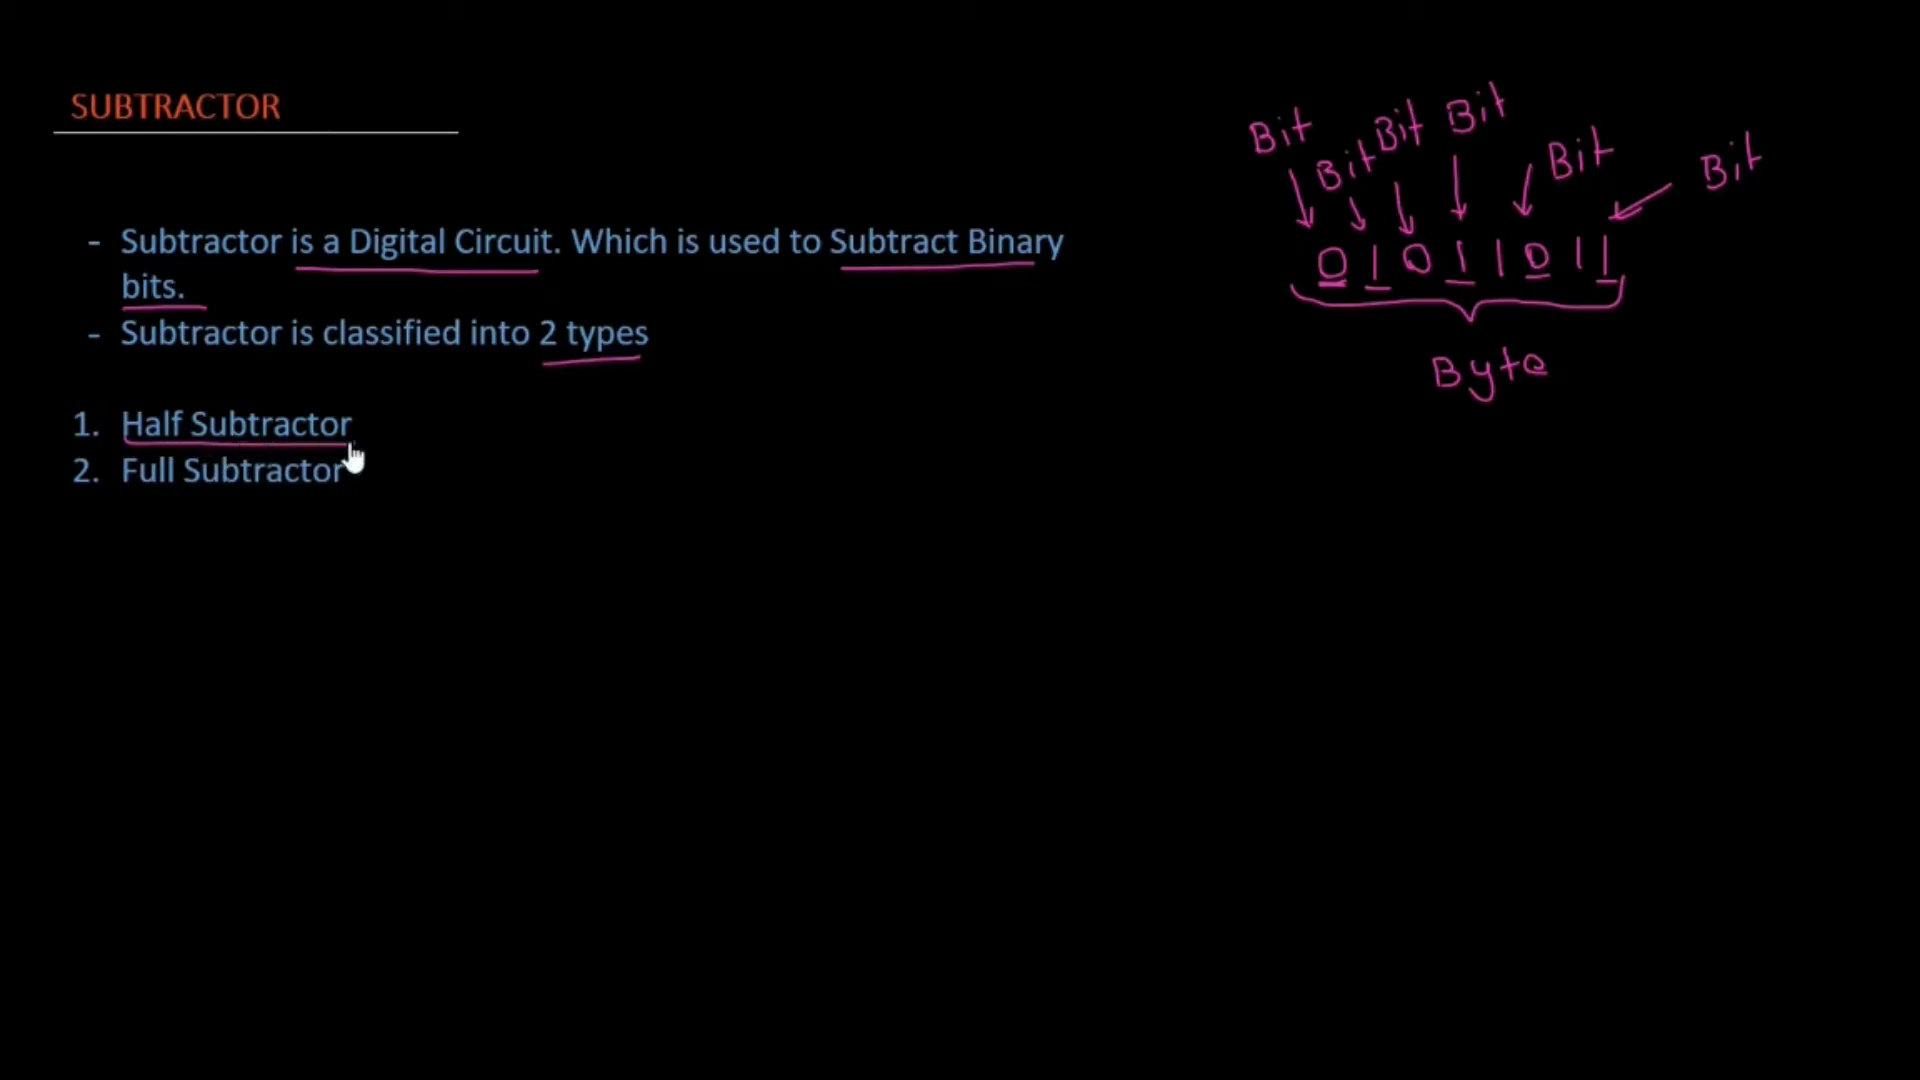 SUBTRACTOR
- Subtractor is a Digital Circuit. Which is used to Subtract Binary
bits.
- Subtractor is classified into 2 types
1. Half Subtractor
2. Full Subtractor
Bit Bit Bit Bit Bit Bit
0 1 0 1 1 0 1 1
Byte